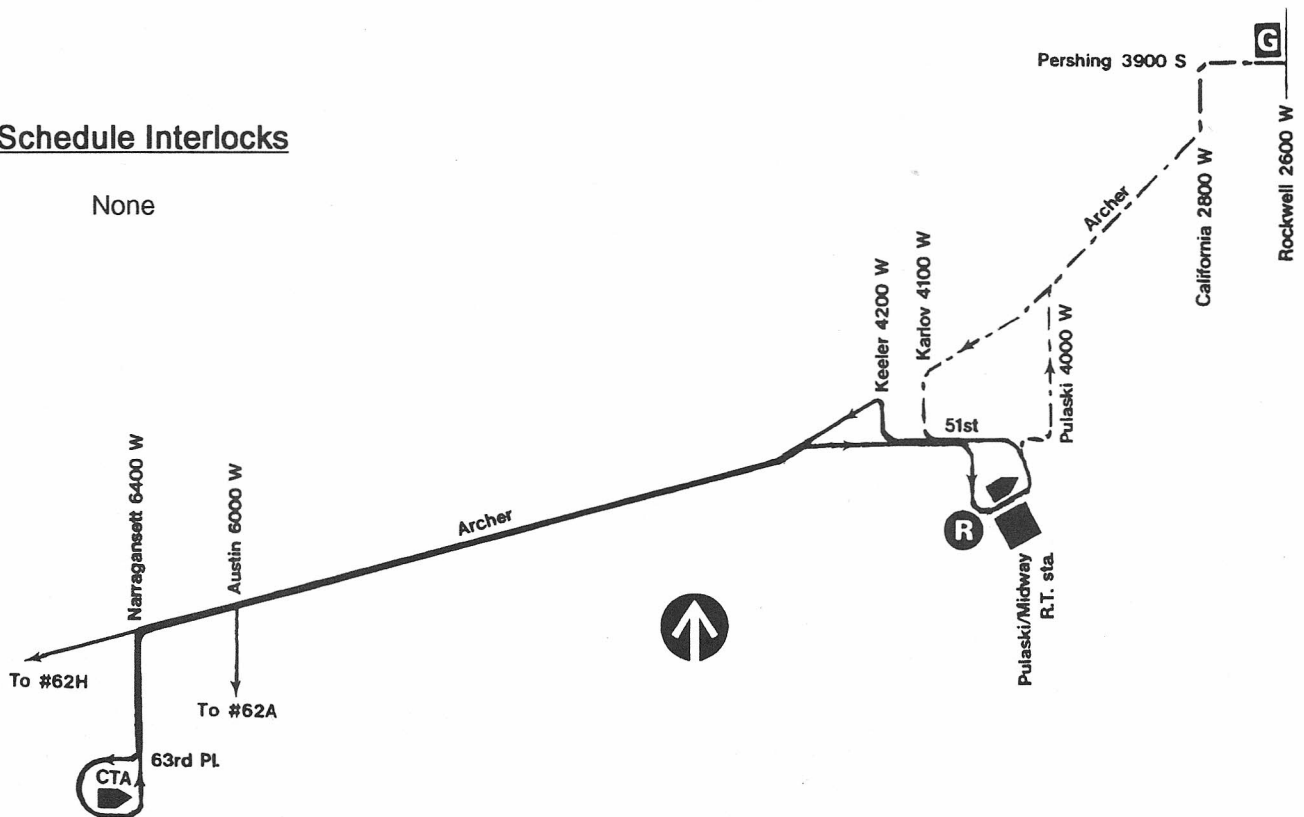 G
Pershing 3900 S
Schedule Interlocks
None
Rockwell 2600 W
California 2800 W
Archer
Keeler 4200 W
Karlov 4100 W
Pulaski 4000 W
51st
Narragansett 6400 W
Austin 6000 W
Archer
R
Pulaski/Midway
R.T. sta.
To #62H
To #62A
63rd Pl.
CTA